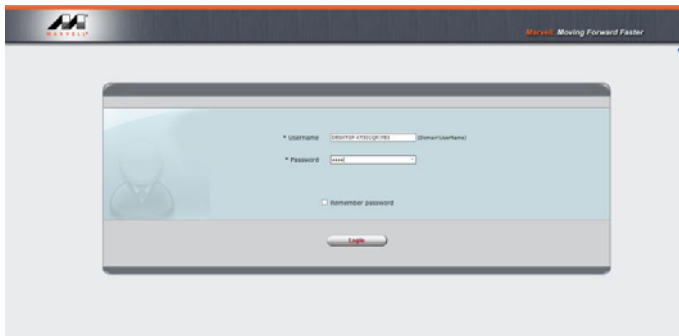 MARVELL®
Marvell. Moving Forward Faster
* Username (Domain\UserName)
* Password ****
Remember password
Login